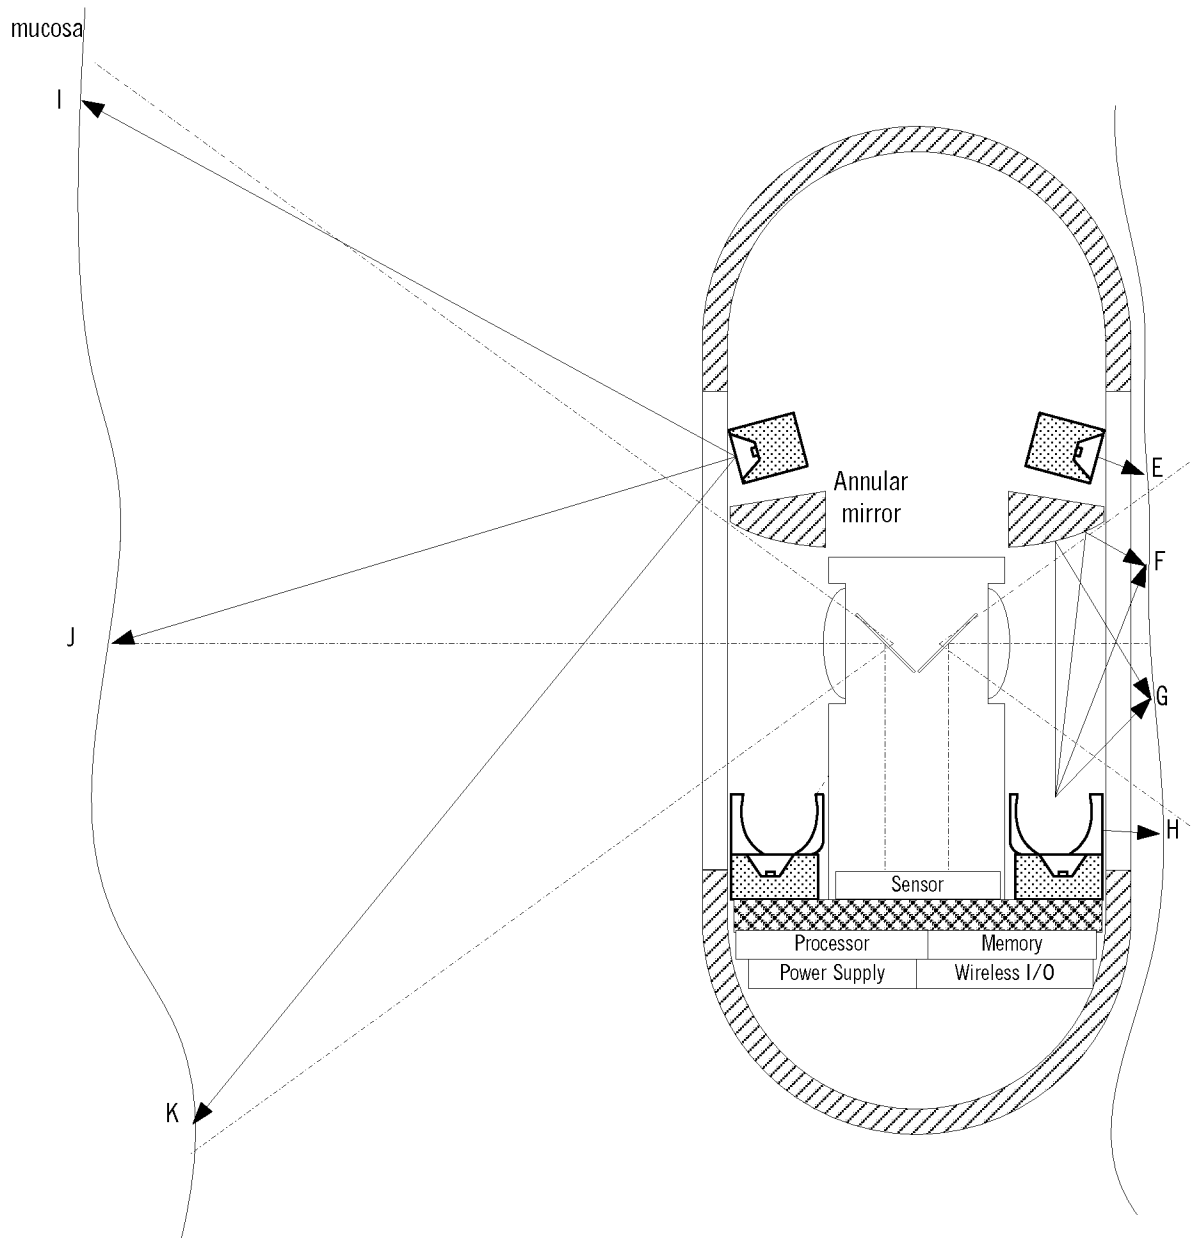 mucosa
I
Annular
mirror
E
F
J
G
H
Sensor
Processor
Memory
Power Supply
Wireless I/O
K